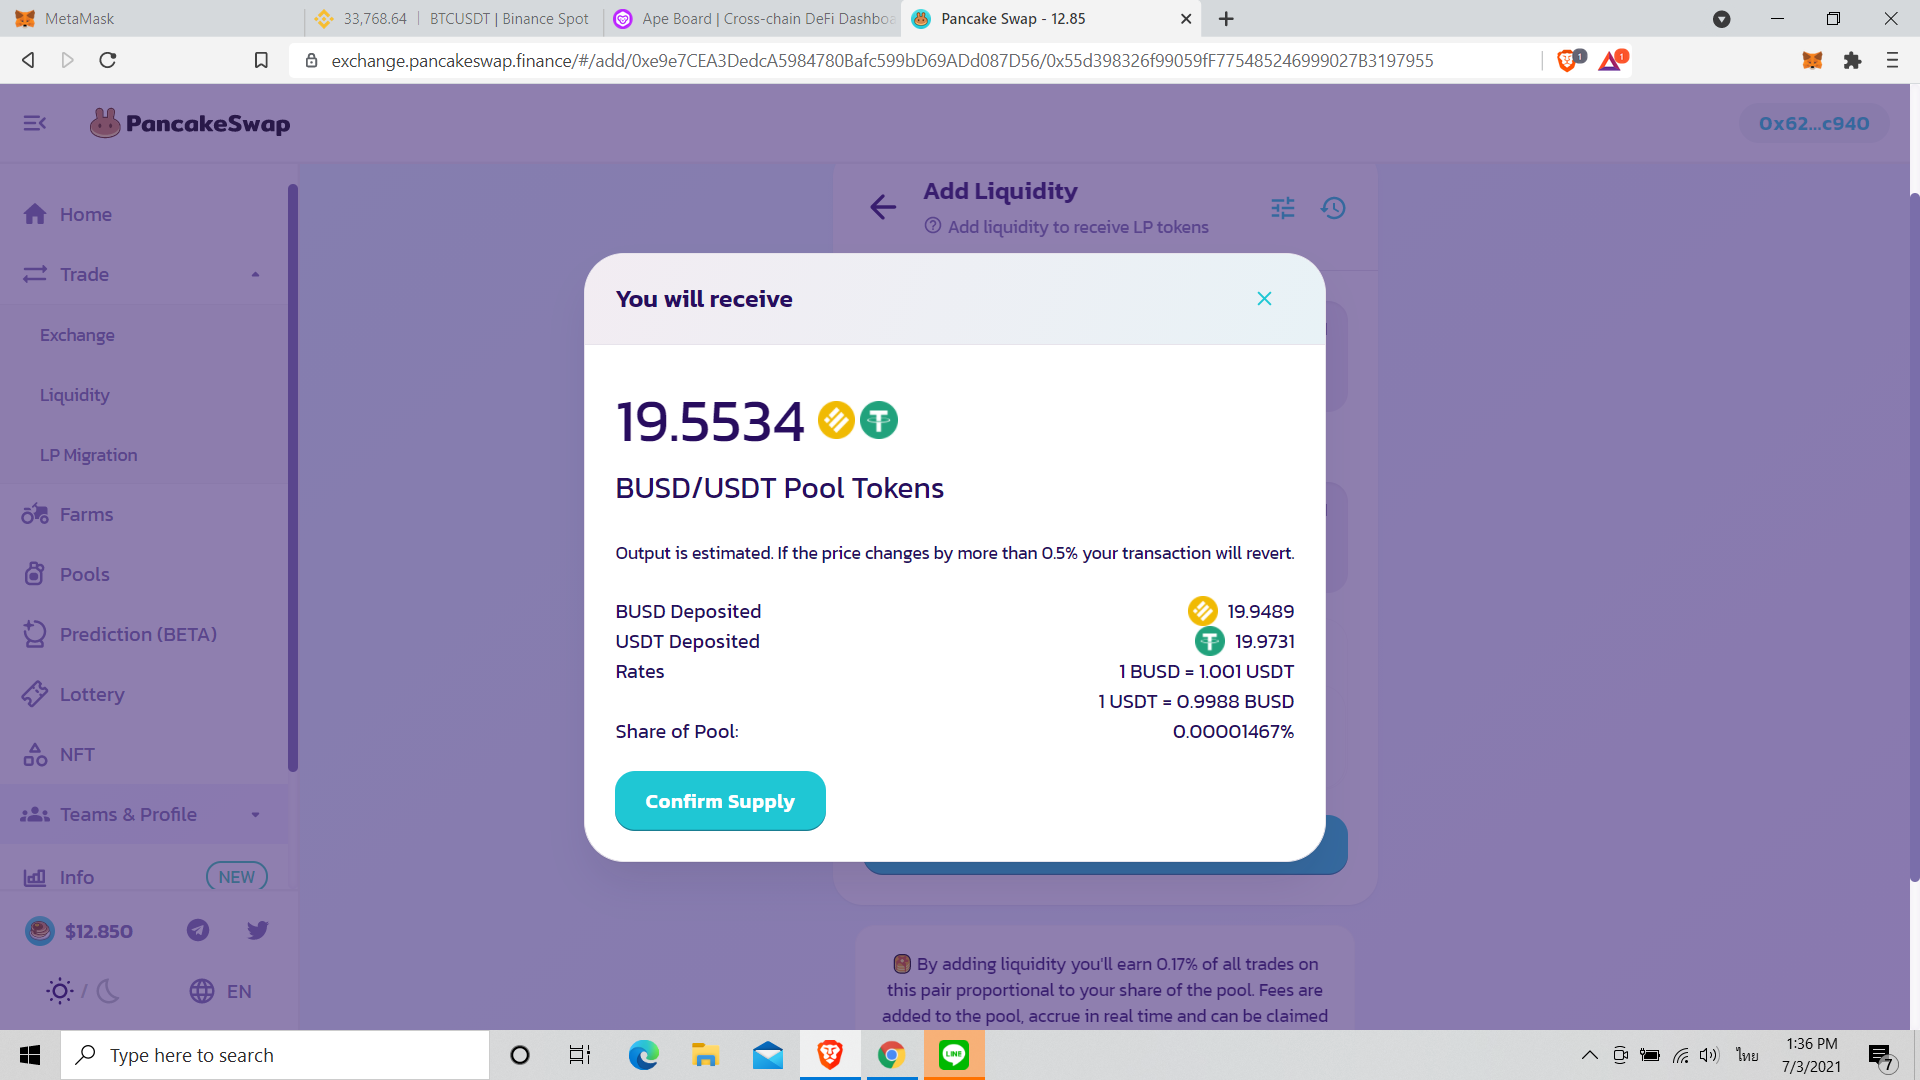 MetaMask
33,768.64 | BTCUSDT | Binance Spot
Ape Board | Cross-chain DeFi Dashboa
Pancake Swap - 12.85
exchange.pancakeswap.finance/#/add/0xe9e7CEA3DedcA5984780Bafc599bD69ADd087D56/0x55d398326f99059fF775485246999027B3197955
1
1
PancakeSwap
0x62...c940
Home
Trade
Exchange
Liquidity
LP Migration
Farms
Pools
Prediction (BETA)
Lottery
NFT
Teams & Profile
Info
NEW
$12.850
/
EN
Add Liquidity
Add liquidity to receive LP tokens
You will receive
19.5534
BUSD/USDT Pool Tokens
Output is estimated. If the price changes by more than 0.5% your transaction will revert.
BUSD Deposited 19.9489
USDT Deposited 19.9731
Rates 1 BUSD = 1.001 USDT
1 USDT = 0.9988 BUSD
Share of Pool: 0.00001467%
Confirm Supply
By adding liquidity you'll earn 0.17% of all trades on
this pair proportional to your share of the pool. Fees are
added to the pool, accrue in real time and can be claimed
Type here to search
LINE
ไทย
1:36 PM
7/3/2021
7